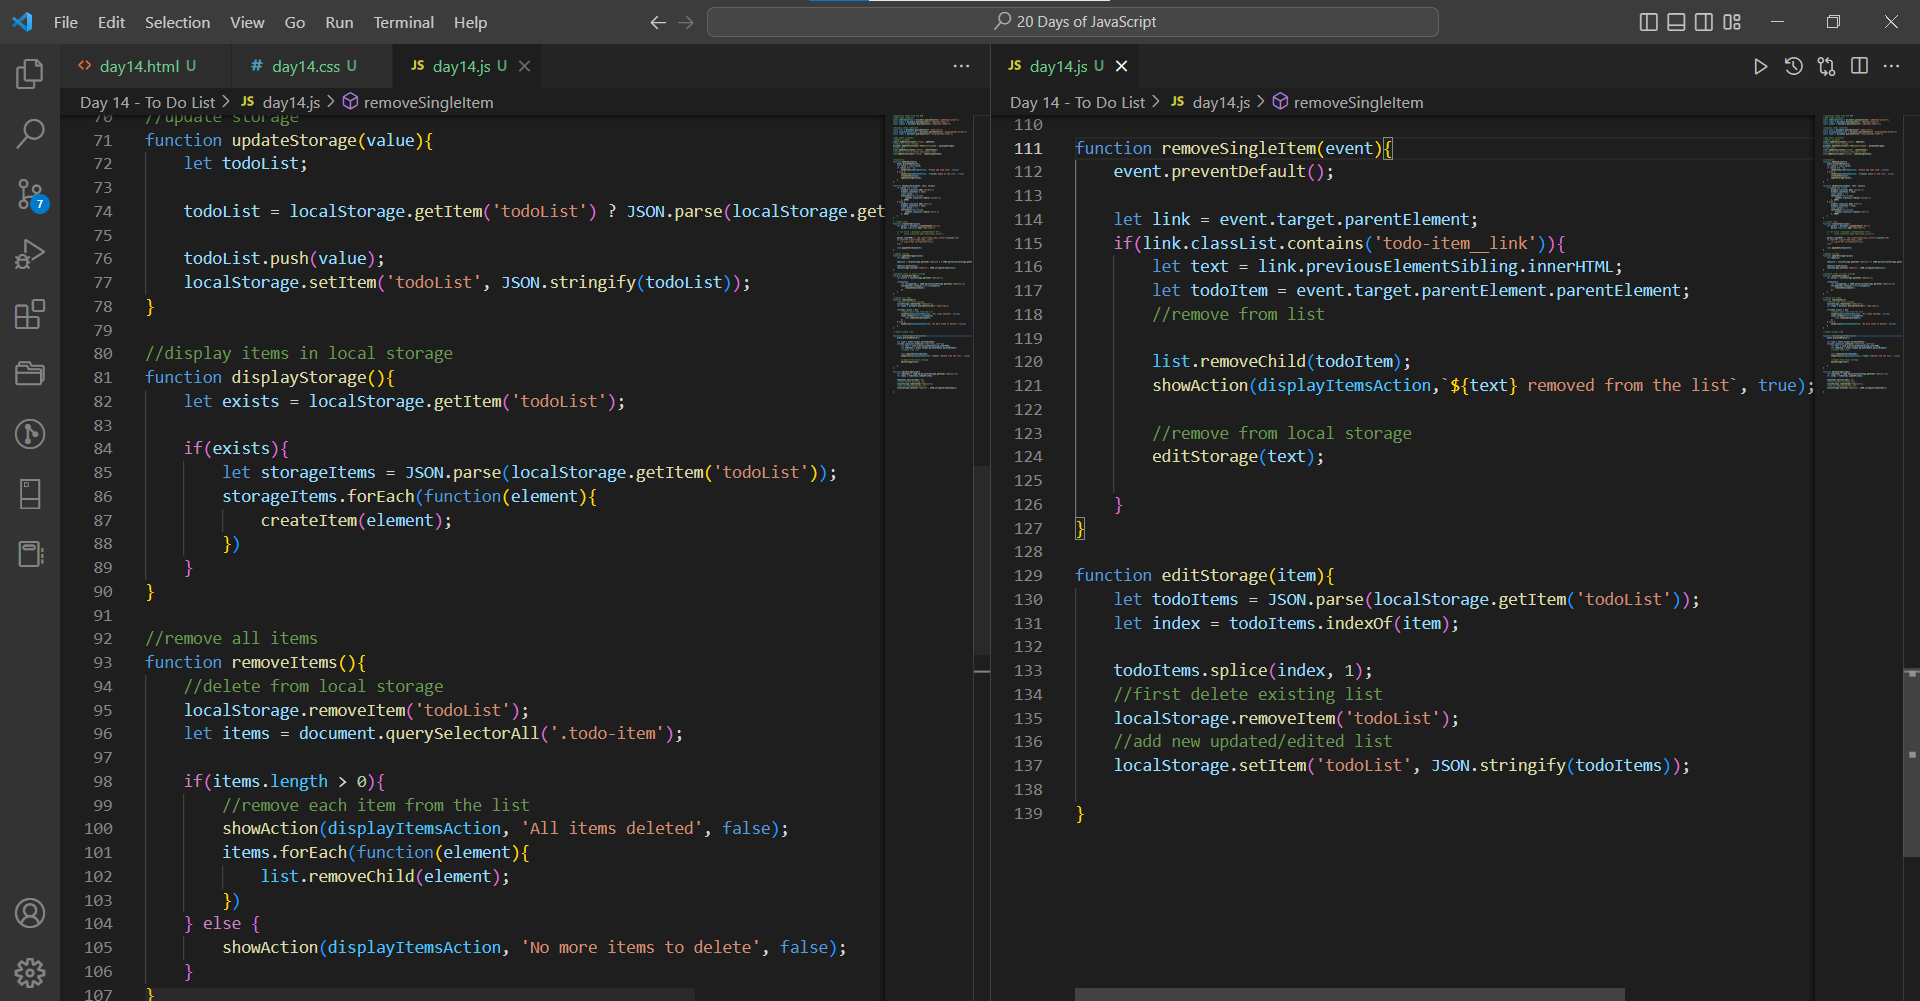 File Edit Selection View Go Run Terminal Help
20 Days of JavaScript
7
day14.html U
# day14.css U
JS day14.js U
Day 14 - To Do List > JS day14.js > removeSingleItem
70 //update storage
71 function updateStorage(value){
72 let todoList;
73
74 todoList = localStorage.getItem('todoList') ? JSON.parse(localStorage.get
75
76 todoList.push(value);
77 localStorage.setItem('todoList', JSON.stringify(todoList));
78 }
79
80 //display items in local storage
81 function displayStorage(){
82 let exists = localStorage.getItem('todoList');
83
84 if(exists){
85 let storageItems = JSON.parse(localStorage.getItem('todoList'));
86 storageItems.forEach(function(element){
87 createItem(element);
88 })
89 }
90 }
91
92 //remove all items
93 function removeItems(){
94 //delete from local storage
95 localStorage.removeItem('todoList');
96 let items = document.querySelectorAll('.todo-item');
97
98 if(items.length > 0){
99 //remove each item from the list
100 showAction(displayItemsAction, 'All items deleted', false);
101 items.forEach(function(element){
102 list.removeChild(element);
103 })
104 } else {
105 showAction(displayItemsAction, 'No more items to delete', false);
106 }
107 }
JS day14.js U
Day 14 - To Do List > JS day14.js > removeSingleItem
110
111 function removeSingleItem(event){
112 event.preventDefault();
113
114 let link = event.target.parentElement;
115 if(link.classList.contains('todo-item__link')){
116 let text = link.previousElementSibling.innerHTML;
117 let todoItem = event.target.parentElement.parentElement;
118 //remove from list
119
120 list.removeChild(todoItem);
121 showAction(displayItemsAction,`${text} removed from the list`, true);
122
123 //remove from local storage
124 editStorage(text);
125
126 }
127 }
128
129 function editStorage(item){
130 let todoItems = JSON.parse(localStorage.getItem('todoList'));
131 let index = todoItems.indexOf(item);
132
133 todoItems.splice(index, 1);
134 //first delete existing list
135 localStorage.removeItem('todoList');
136 //add new updated/edited list
137 localStorage.setItem('todoList', JSON.stringify(todoItems));
138
139 }